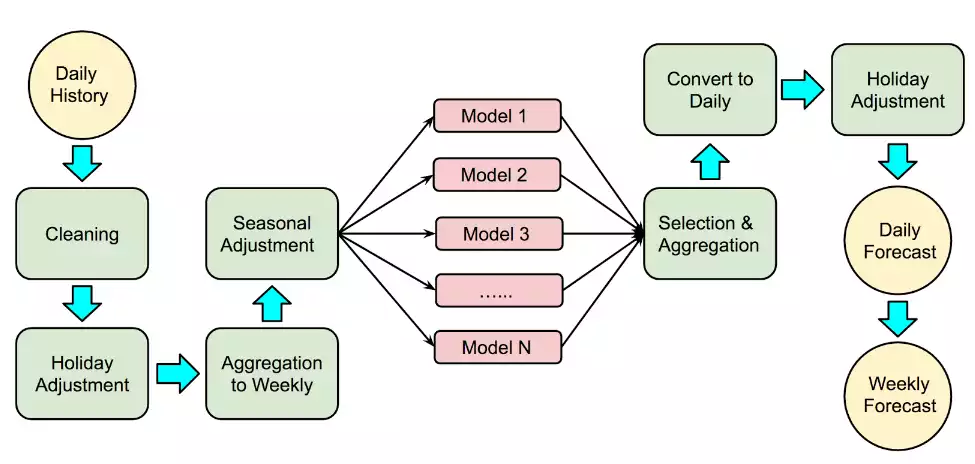 Daily
History
Cleaning
Holiday
Adjustment
Aggregation
to Weekly
Seasonal
Adjustment
Model 1
Model 2
Model 3
…...
Model N
Selection &
Aggregation
Convert to
Daily
Holiday
Adjustment
Daily
Forecast
Weekly
Forecast